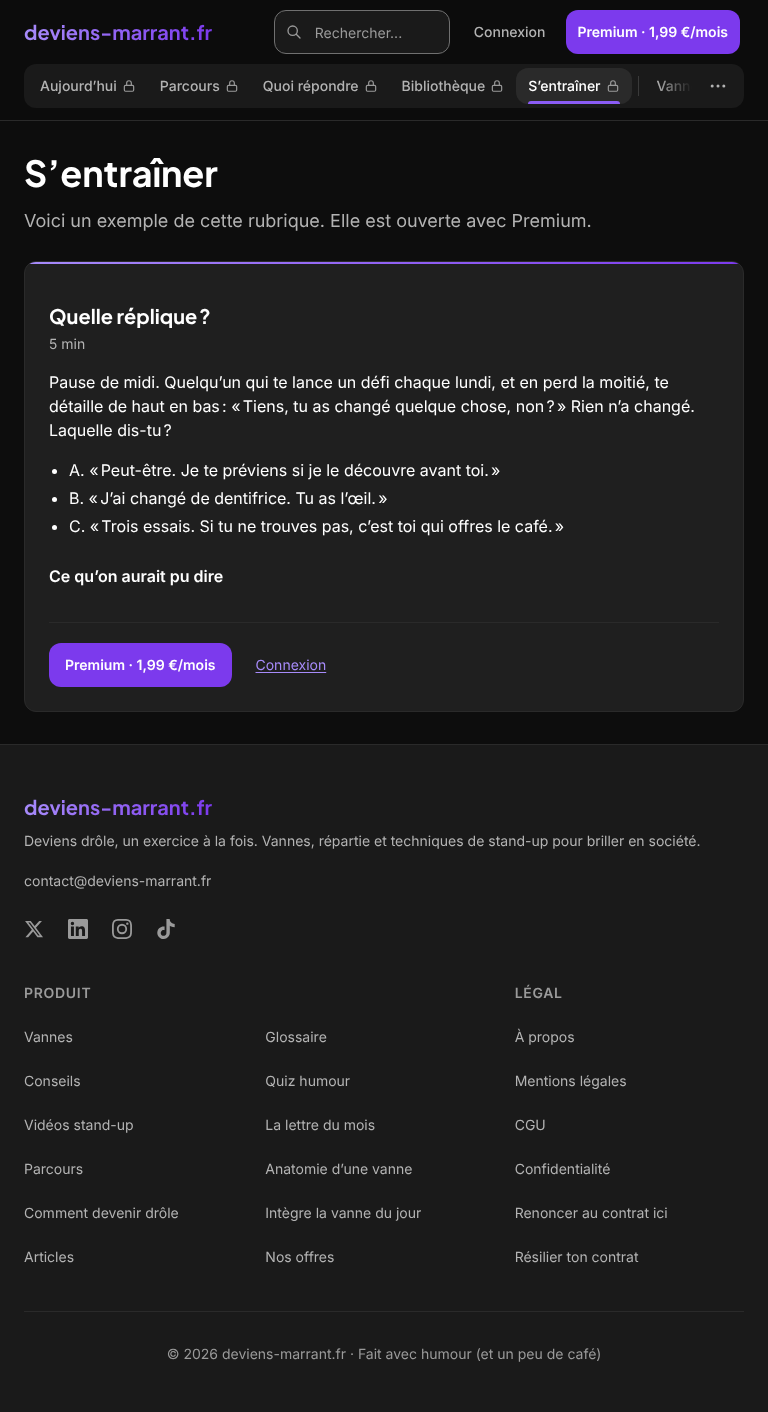 deviens-marrant.fr
Rechercher...
Connexion
Premium · 1,99 €/mois
Aujourd’hui
Parcours
Quoi répondre
Bibliothèque
S’entraîner
S’entraîner
Voici un exemple de cette rubrique. Elle est ouverte avec Premium.
Quelle réplique ?
5 min
Pause de midi. Quelqu’un qui te lance un défi chaque lundi, et en perd la moitié, te
détaille de haut en bas : « Tiens, tu as changé quelque chose, non ? » Rien n’a changé.
Laquelle dis-tu ?
• A. « Peut-être. Je te préviens si je le découvre avant toi. »
• B. « J’ai changé de dentifrice. Tu as l’œil. »
• C. « Trois essais. Si tu ne trouves pas, c’est toi qui offres le café. »
Ce qu’on aurait pu dire
Premium · 1,99 €/mois
Connexion
deviens-marrant.fr
Deviens drôle, un exercice à la fois. Vannes, répartie et techniques de stand-up pour briller en société.
contact@deviens-marrant.fr
PRODUIT
Vannes
Conseils
Vidéos stand-up
Parcours
Comment devenir drôle
Articles
Glossaire
Quiz humour
La lettre du mois
Anatomie d’une vanne
Intègre la vanne du jour
Nos offres
LÉGAL
À propos
Mentions légales
CGU
Confidentialité
Renoncer au contrat ici
Résilier ton contrat
© 2026 deviens-marrant.fr · Fait avec humour (et un peu de café)